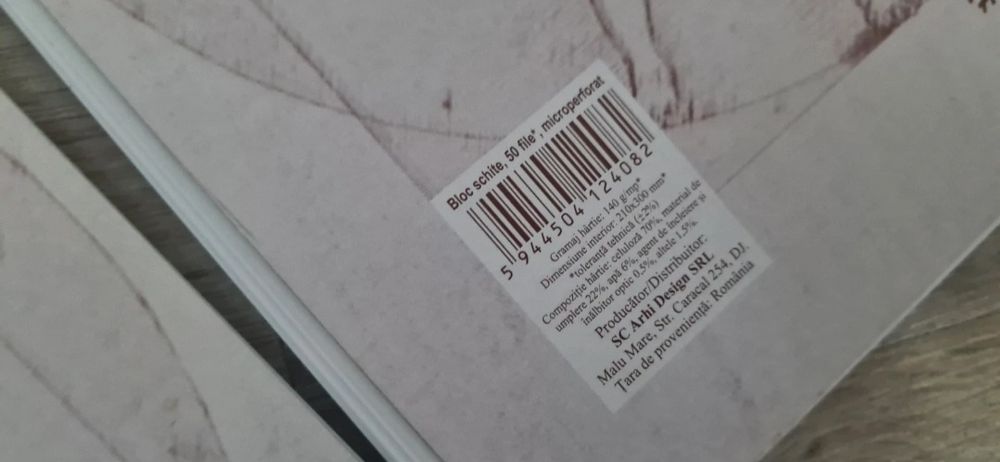 Bloc schite, 50 file*, microperforat
5 944504 124082
Gramaj hârtie: 140 g/mp*
Dimensiune interior: 210x300 mm*
*toleranță tehnică (±2%)
Compoziție hârtie: celuloză 70%, material de
umplere 22%, apă 6%, agent de încleiere și
înălbitor optic 0.5%, altele 1.5%.
Producător/Distribuitor:
SC Arhi Design SRL
Malu Mare, Str. Caracal 254, DJ.
Țara de proveniență: România